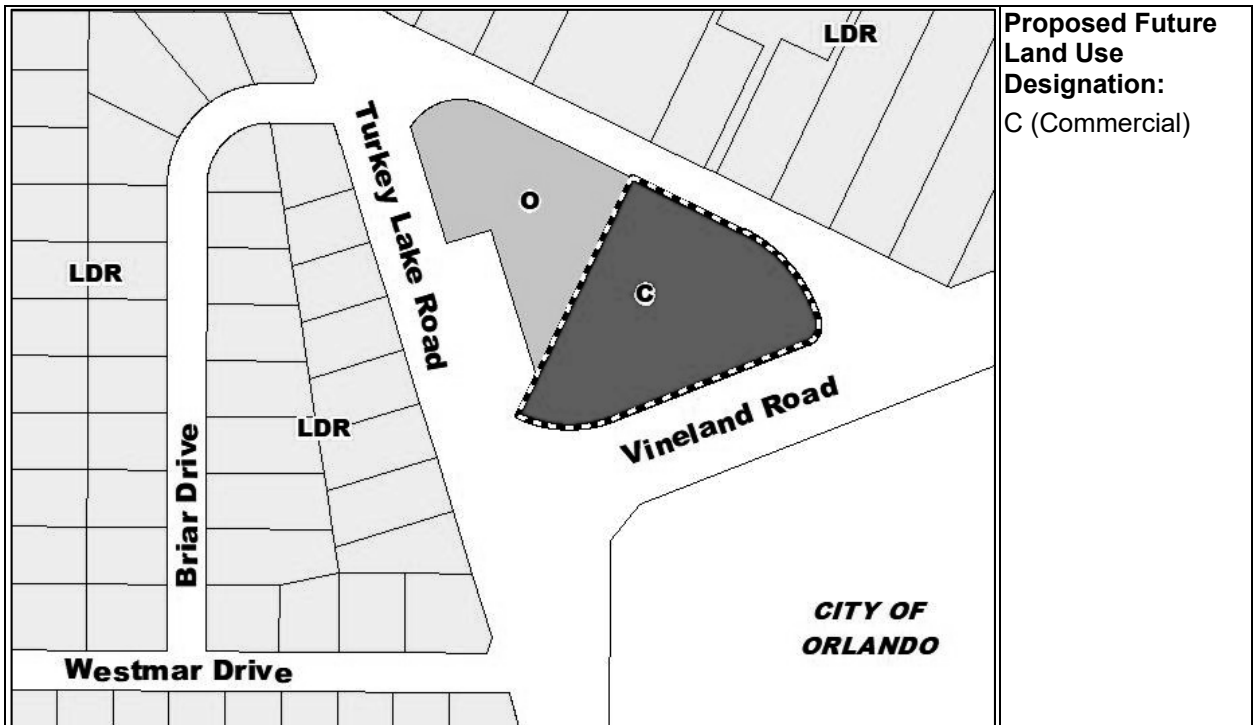 LDR
Proposed Future
Land Use
Designation:
C (Commercial)
Turkey Lake Road
O
LDR
C
LDR
Vineland Road
Briar Drive
CITY OF
ORLANDO
Westmar Drive